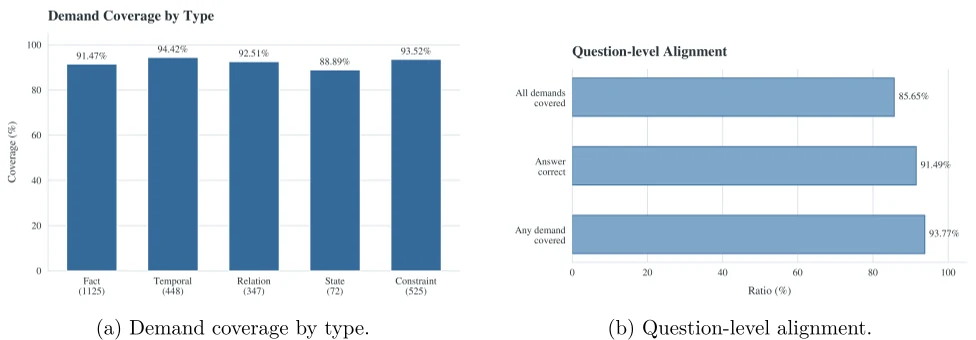 Demand Coverage by Type
100
80
60
40
20
0
Coverage (%)
91.47%
94.42%
92.51%
88.89%
93.52%
Fact
(1125)
Temporal
(448)
Relation
(347)
State
(72)
Constraint
(525)
(a) Demand coverage by type.
Question-level Alignment
All demands
covered
85.65%
Answer
correct
91.49%
Any demand
covered
93.77%
0
20
40
60
80
100
Ratio (%)
(b) Question-level alignment.